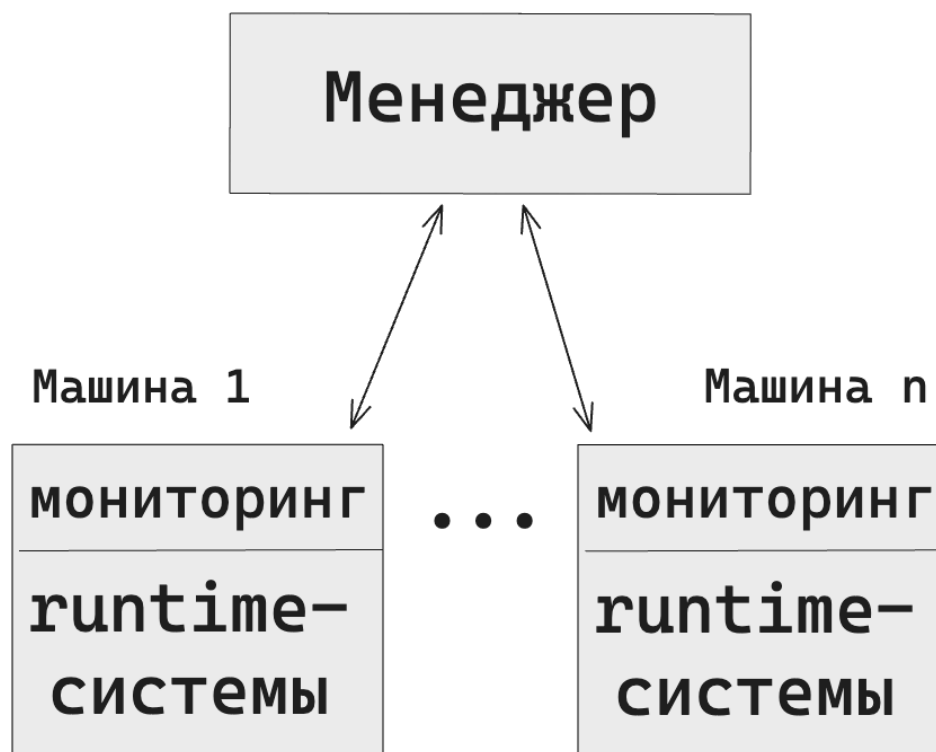 Менеджер
Машина 1
Машина n
мониторинг
мониторинг
runtime-
системы
runtime-
системы